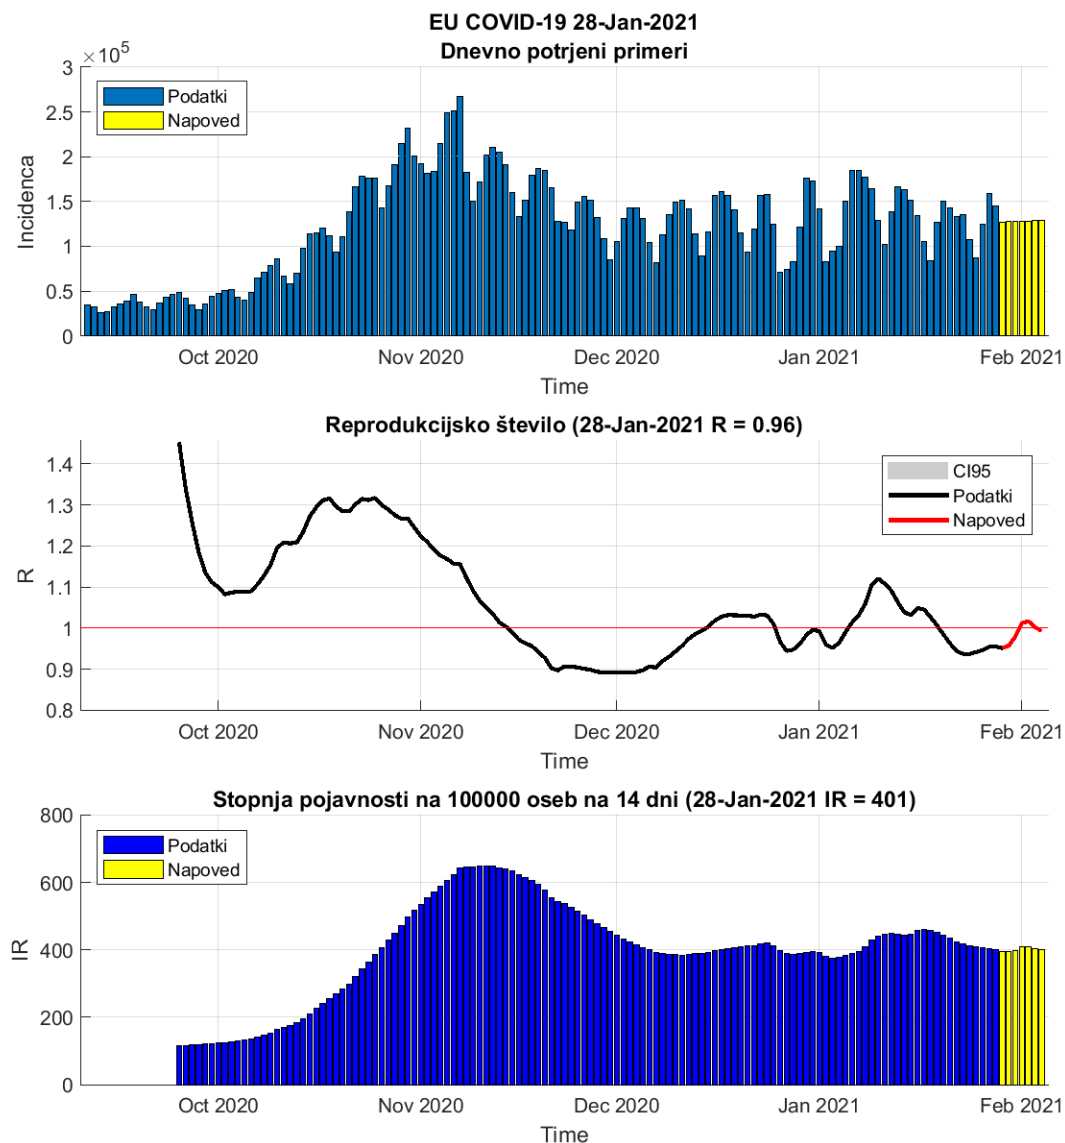 EU COVID-19 28-Jan-2021
Dnevno potrjeni primeri
×10^5
3
2.5
2
1.5
1
0.5
0
Incidenca
Podatki
Napoved
Oct 2020 Nov 2020 Dec 2020 Jan 2021 Feb 2021
Time
Reprodukcijsko število (28-Jan-2021 R = 0.96)
1.4
1.3
1.2
1.1
1
0.9
0.8
R
CI95
Podatki
Napoved
Oct 2020 Nov 2020 Dec 2020 Jan 2021 Feb 2021
Time
Stopnja pojavnosti na 100000 oseb na 14 dni (28-Jan-2021 IR = 401)
800
600
400
200
0
IR
Podatki
Napoved
Oct 2020 Nov 2020 Dec 2020 Jan 2021 Feb 2021
Time